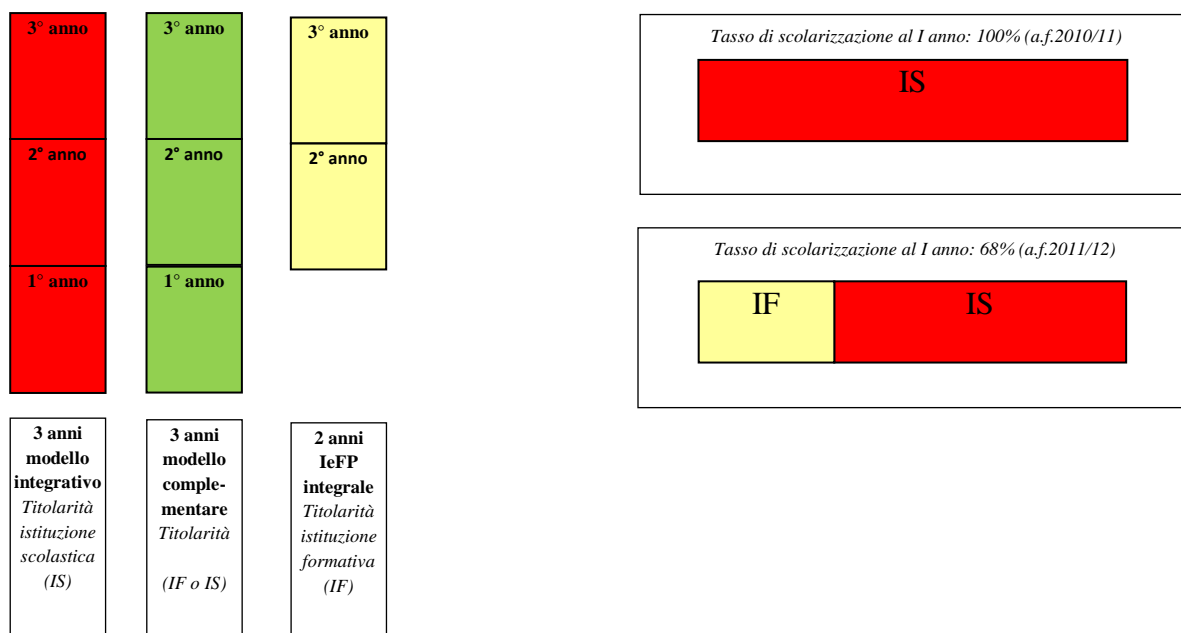 3° anno
2° anno
1° anno
3 anni
modello
integrativo
Titolarità
istituzione
scolastica
(IS)
3° anno
2° anno
1° anno
3 anni
modello
comple-
mentare
Titolarità
(IF o IS)
3° anno
2° anno
2 anni
IeFP
integrale
Titolarità
istituzione
formativa
(IF)
Tasso di scolarizzazione al I anno: 100% (a.f.2010/11)
IS
Tasso di scolarizzazione al I anno: 68% (a.f.2011/12)
IF
IS